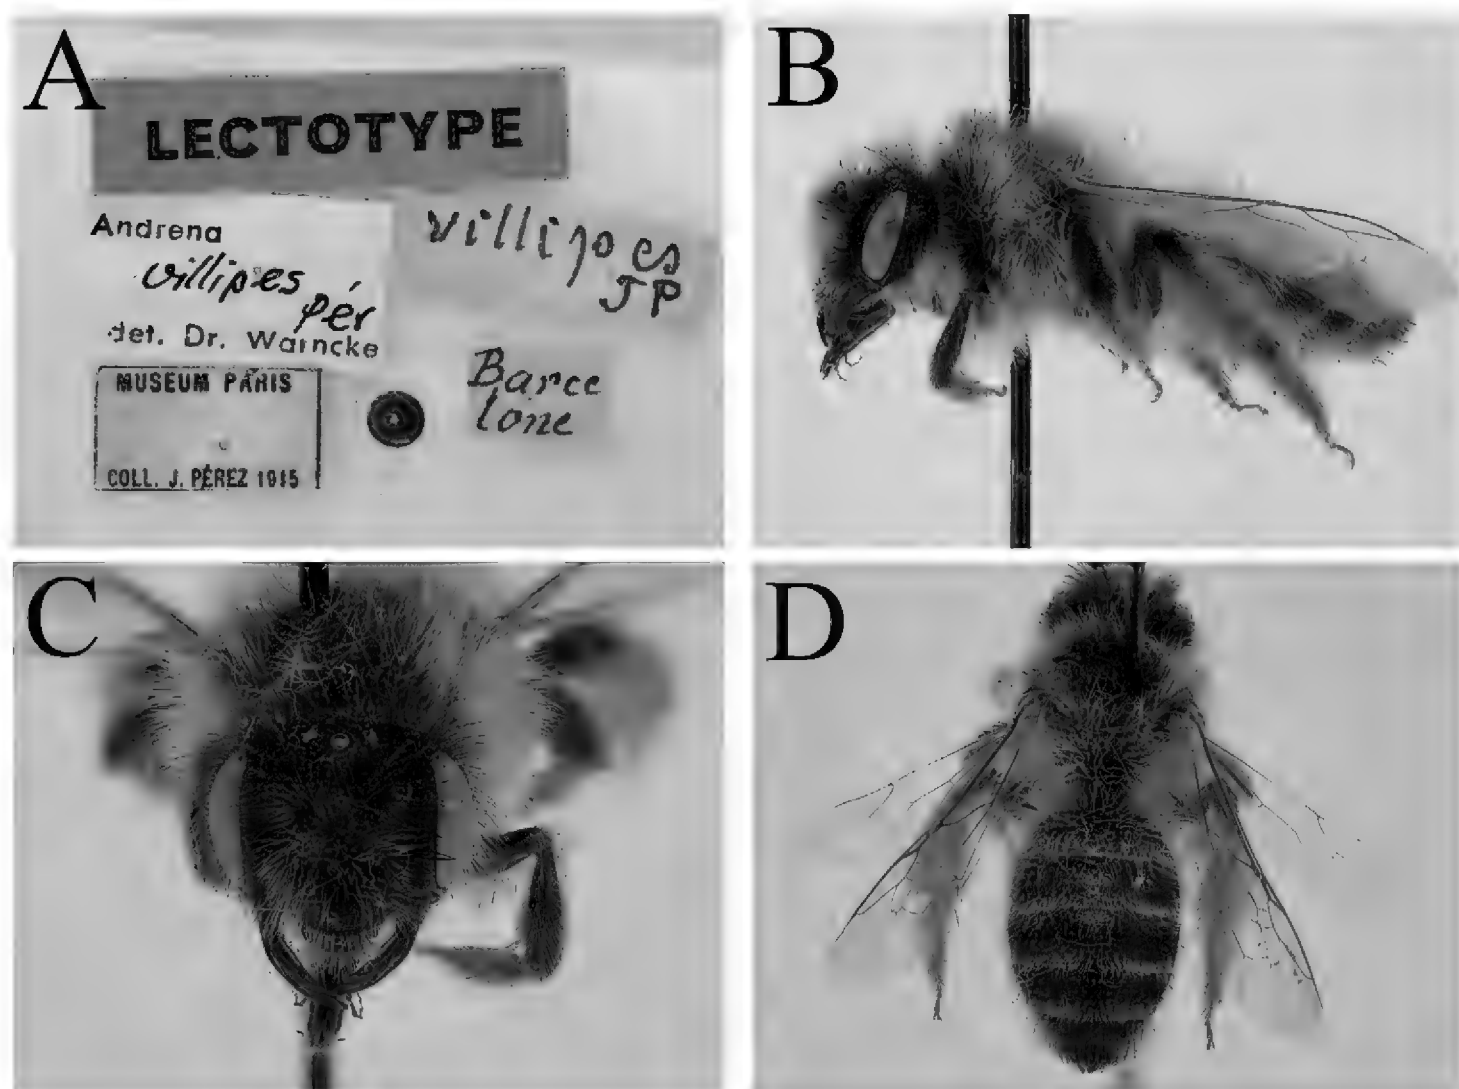 A
LECTOTYPE
Andrena
villipes
pér
det. Dr. Warncke
villipes
JP
MUSEUM PARIS
COLL. J. PÉREZ 1915
Barce
lone
B
C
D